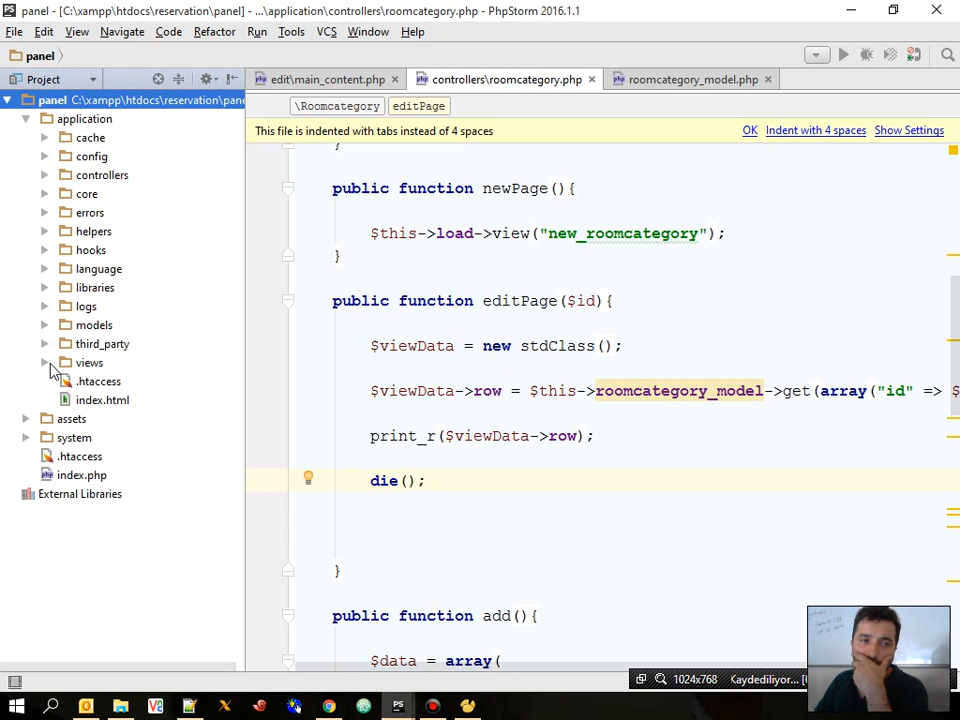 panel - [C:\xampp\htdocs\reservation\panel] - ...\application\controllers\roomcategory.php - PhpStorm 2016.1.1
File Edit View Navigate Code Refactor Run Tools VCS Window Help
panel
Project
edit\main_content.php
controllers\roomcategory.php
roomcategory_model.php
panel C:\xampp\htdocs\reservation\pane
application
cache
config
controllers
core
errors
helpers
hooks
language
libraries
logs
models
third_party
views
.htaccess
index.html
assets
system
.htaccess
index.php
External Libraries
\Roomcategory editPage
This file is indented with tabs instead of 4 spaces OK Indent with 4 spaces Show Settings
}
public function newPage(){
$this->load->view("new_roomcategory");
}
public function editPage($id){
$viewData = new stdClass();
$viewData->row = $this->roomcategory_model->get(array("id" => $
print_r($viewData->row);
die();
}
public function add(){
$data = array(
1024x768 Kaydediliyor... [0